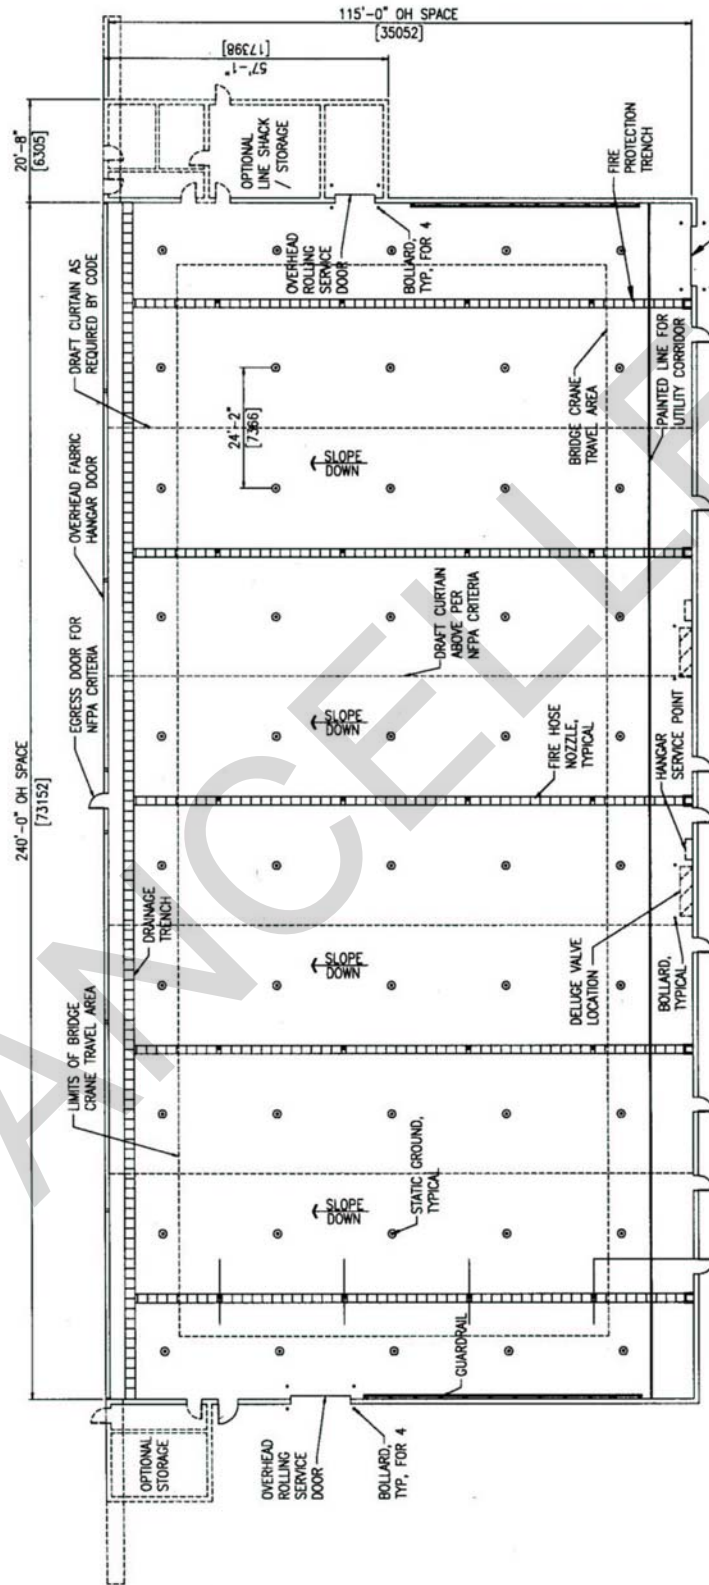 115'-0" OH SPACE
[35052]
57'-1"
[17398]
20'-8"
[6305]
OPTIONAL
LINE SHACK
/ STORAGE
FIRE
PROTECTION
TRENCH
OVERHEAD
ROLLING
SERVICE
DOOR
BOLLARD,
TYP, FOR 4
DRAFT CURTAIN AS
REQUIRED BY CODE
OVERHEAD FABRIC
HANGAR DOOR
24'-2"
[7366]
SLOPE
DOWN
BRIDGE CRANE
TRAVEL AREA
PAINTED LINE FOR
UTILITY CORRIDOR
EGRESS DOOR FOR
NFPA CRITERIA
DRAFT CURTAIN
ABOVE PER
NFPA CRITERIA
SLOPE
DOWN
FIRE HOSE
NOZZLE,
TYPICAL
HANGAR
SERVICE POINT
240'-0" OH SPACE
[73152]
DRAINAGE
TRENCH
SLOPE
DOWN
DELUGE VALVE
LOCATION
BOLLARD,
TYPICAL
LIMITS OF BRIDGE
CRANE TRAVEL AREA
STATIC GROUND,
TYPICAL
SLOPE
DOWN
GUARDRAIL
OPTIONAL
STORAGE
OVERHEAD
ROLLING
SERVICE
DOOR
BOLLARD,
TYP, FOR 4
ANCELLE